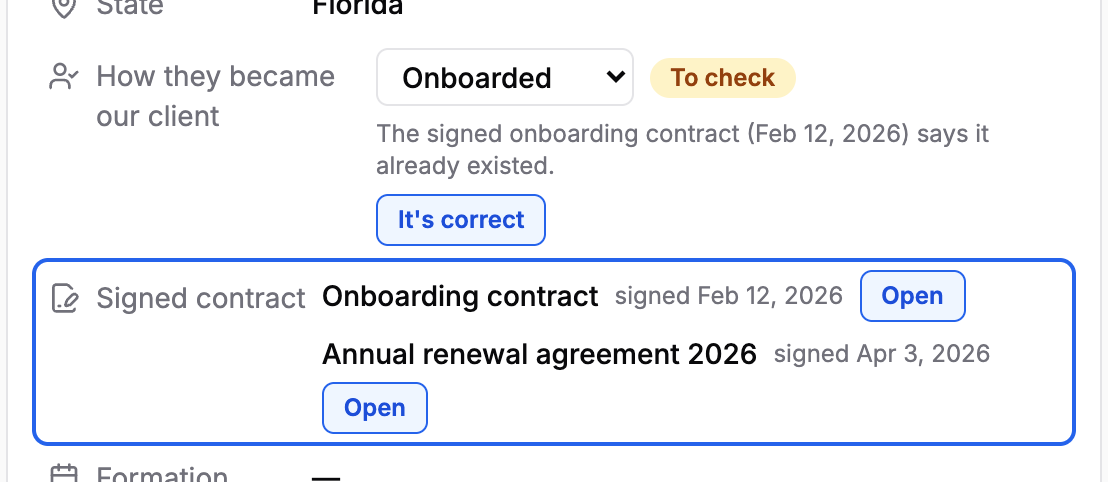 State Florida
How they became our client Onboarded To check
The signed onboarding contract (Feb 12, 2026) says it
already existed.
It's correct
Signed contract Onboarding contract signed Feb 12, 2026 Open
Annual renewal agreement 2026 signed Apr 3, 2026
Open
Formation —